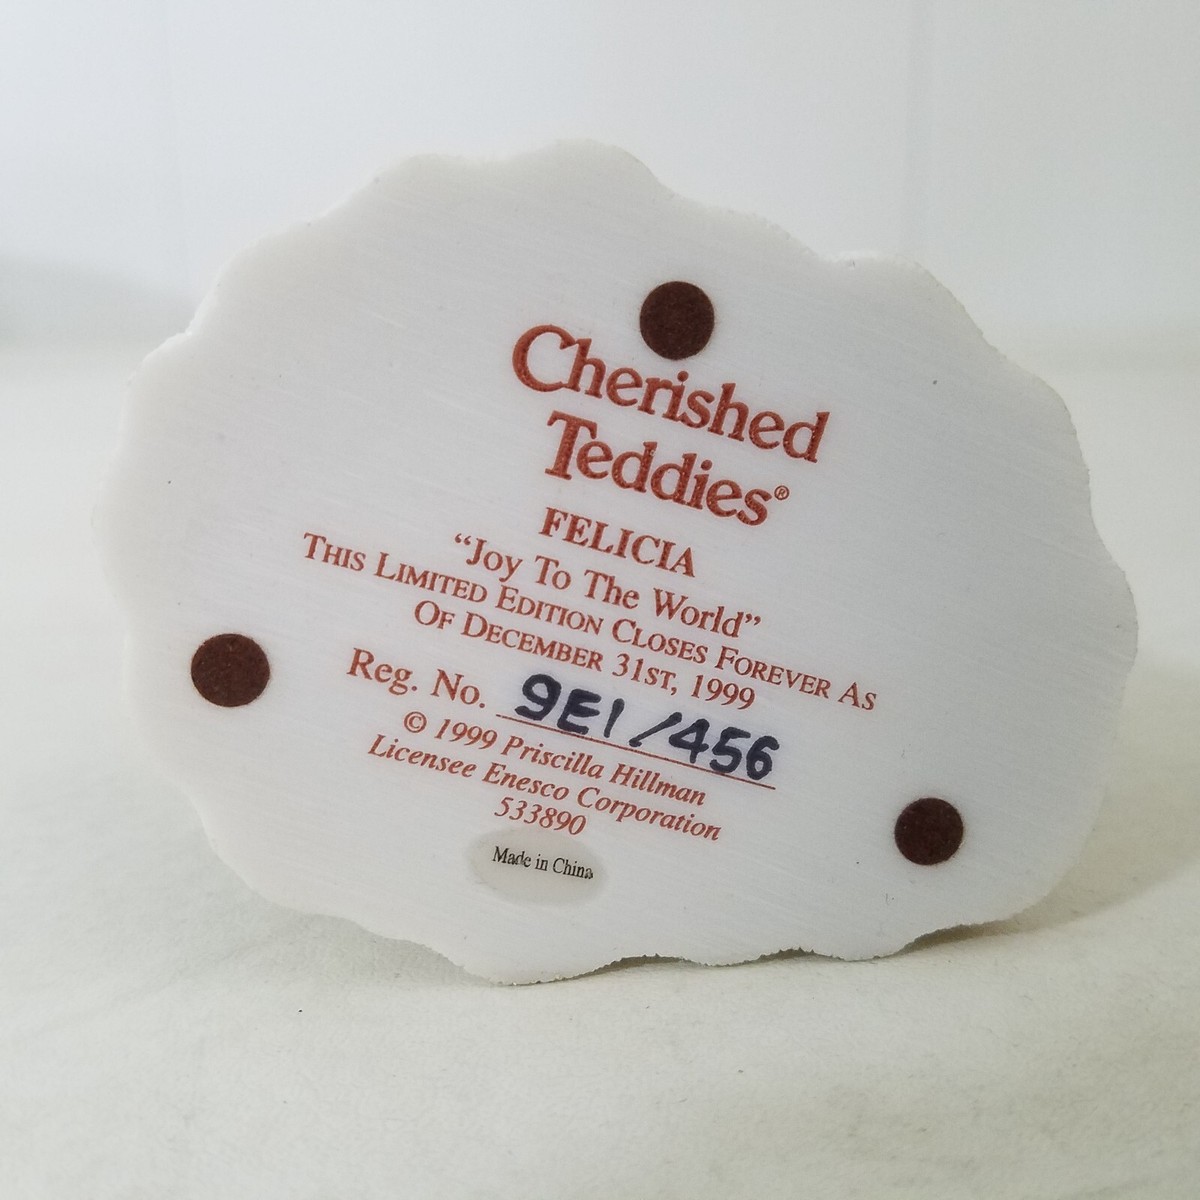 Cherished
Teddies®
FELICIA
“Joy To The World”
THIS LIMITED EDITION CLOSES FOREVER AS
OF DECEMBER 31ST, 1999
Reg. No. 9E1/456
© 1999 Priscilla Hillman
Licensee Enesco Corporation
533890
Made in China